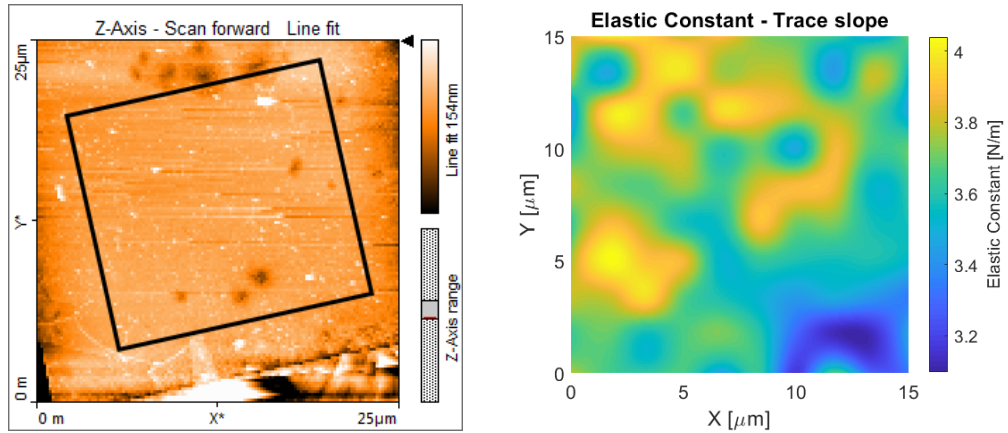 Z-Axis - Scan forward Line fit
25µm
Y*
0 m
0 m
X*
25µm
Line fit 154nm
Z-Axis range
Elastic Constant - Trace slope
15
10
5
0
Y [µm]
0
5
10
15
X [µm]
4
3.8
3.6
3.4
3.2
Elastic Constant [N/m]